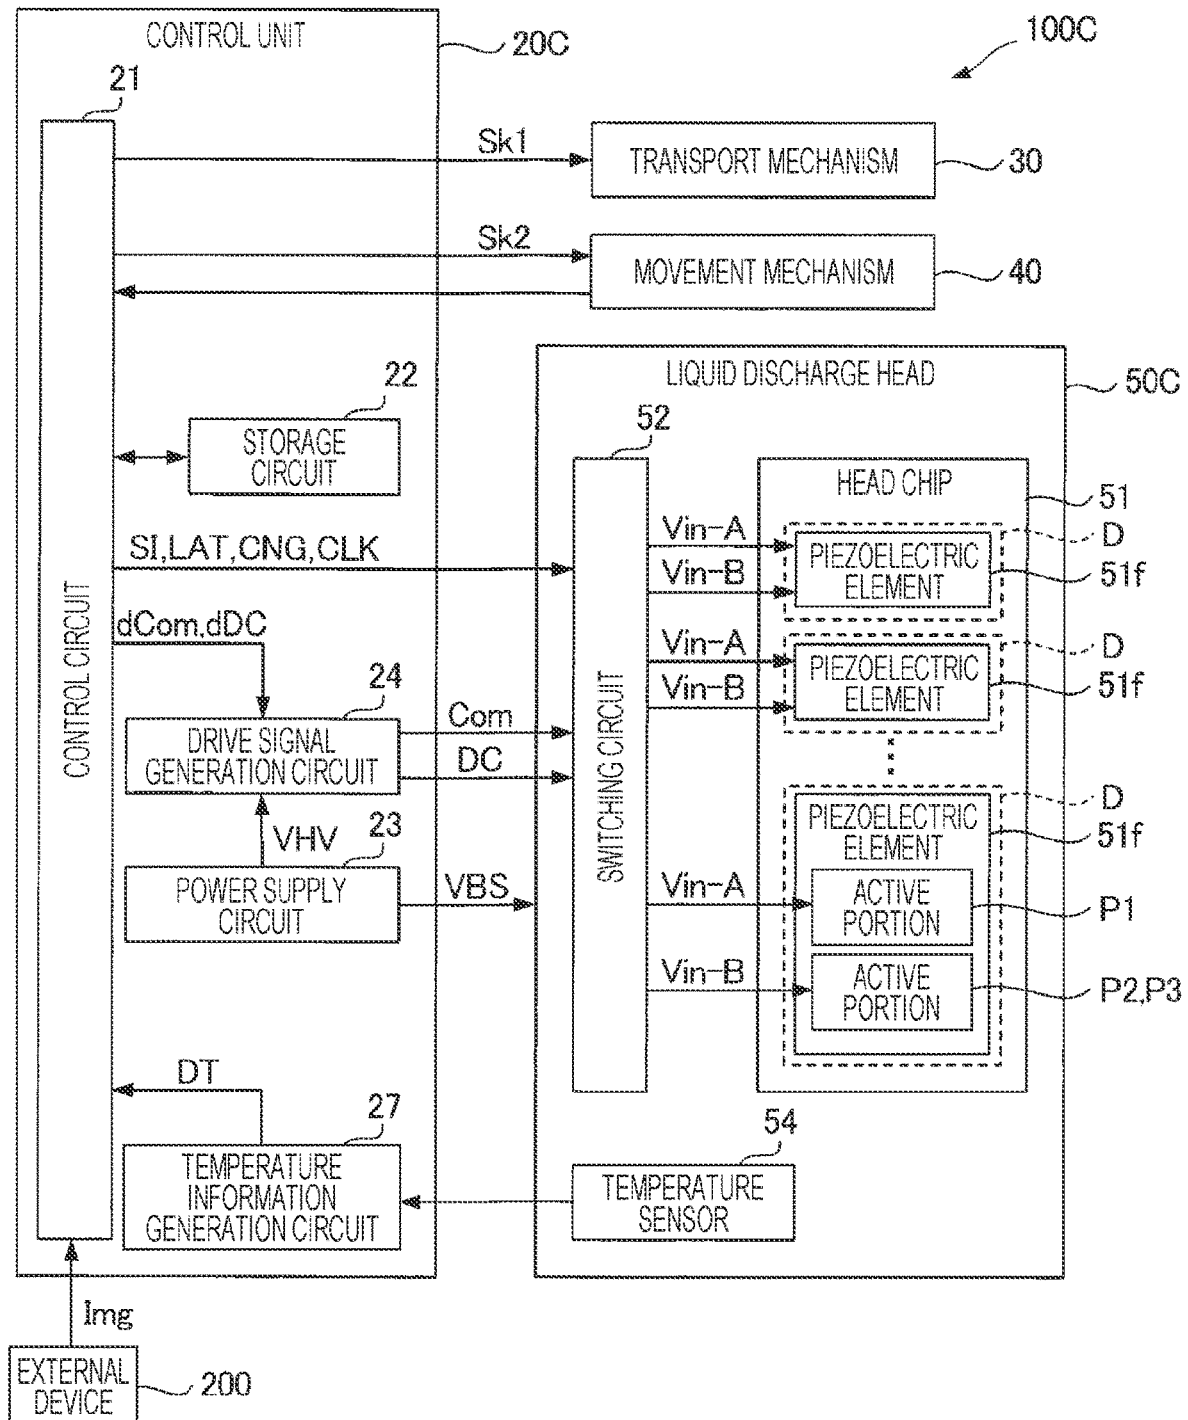 CONTROL UNIT
20C
100C
21
Sk1
TRANSPORT MECHANISM
30
Sk2
MOVEMENT MECHANISM
40
LIQUID DISCHARGE HEAD
50C
22
STORAGE
CIRCUIT
52
HEAD CHIP
51
SI,LAT,CNG,CLK
Vin-A
D
PIEZOELECTRIC
ELEMENT
51f
Vin-B
dCom,dDC
Vin-A
D
PIEZOELECTRIC
ELEMENT
51f
Vin-B
CONTROL CIRCUIT
24
DRIVE SIGNAL
GENERATION CIRCUIT
Com
DC
SWITCHING CIRCUIT
D
PIEZOELECTRIC
ELEMENT
51f
VHV
23
POWER SUPPLY
CIRCUIT
VBS
Vin-A
ACTIVE
PORTION
P1
Vin-B
ACTIVE
PORTION
P2,P3
DT
27
TEMPERATURE
INFORMATION
GENERATION CIRCUIT
54
TEMPERATURE
SENSOR
Img
EXTERNAL
DEVICE
200